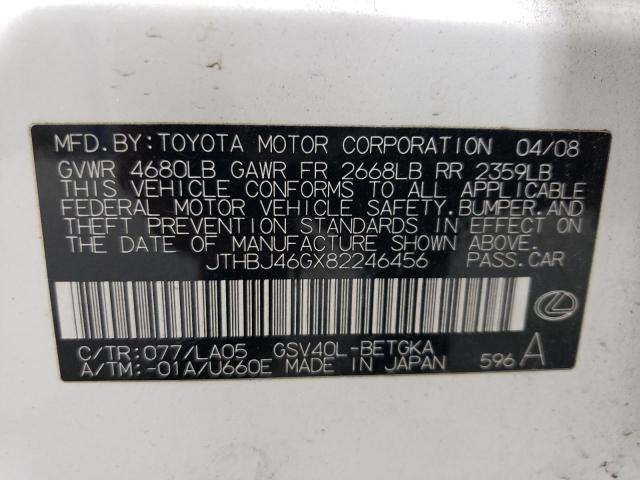 MFD.BY:TOYOTA MOTOR CORPORATION 04/08
GVWR 4680LB GAWR FR 2668LB RR 2359LB
THIS VEHICLE CONFORMS TO ALL APPLICABLE
FEDERAL MOTOR VEHICLE SAFETY,BUMPER,AND
THEFT PREVENTION STANDARDS IN EFFECT ON
THE DATE OF MANUFACTURE SHOWN ABOVE.
JTHBJ46GX82246456 PASS.CAR
C/TR:077/LA05 GSV40L-BETGKA
A/TM:-01A/U660E MADE IN JAPAN 596 A